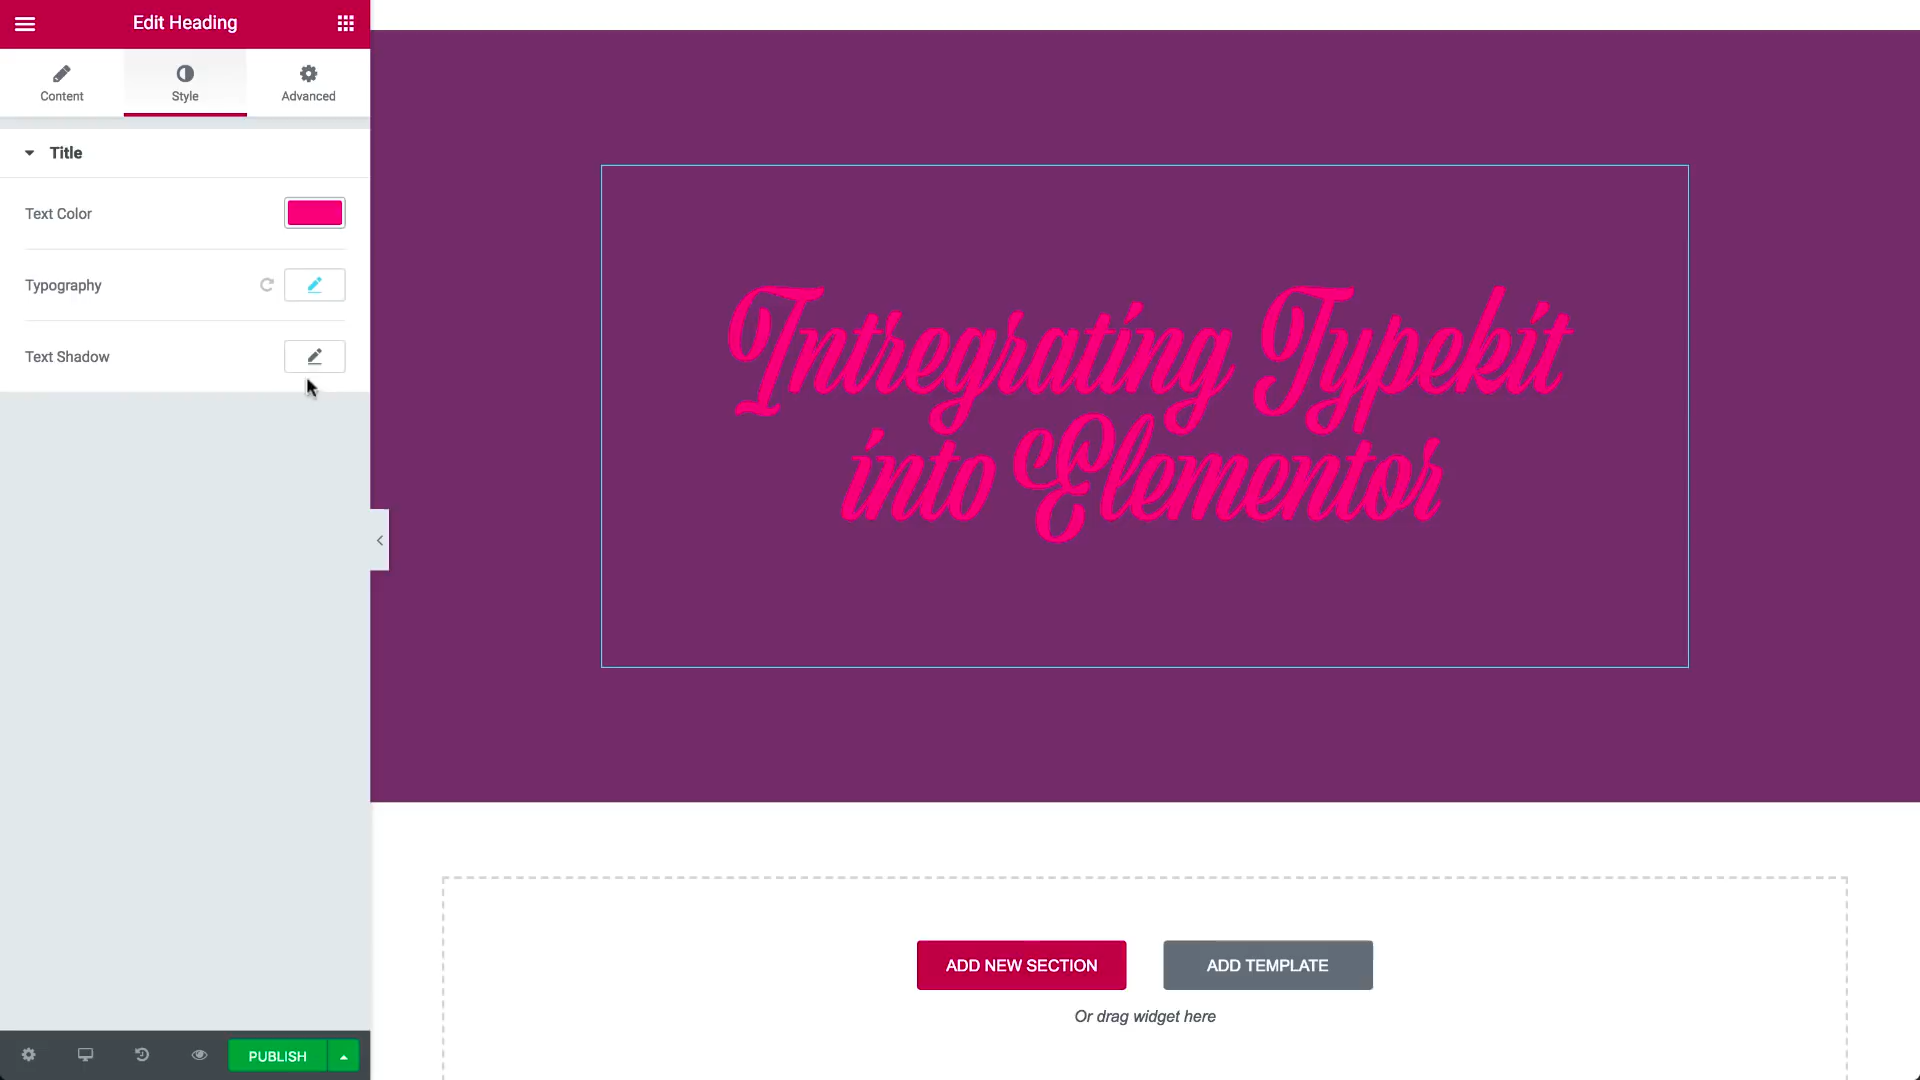 Edit Heading
Content
Style
Advanced
Title
Text Color
Typography
Text Shadow
Intregrating Typekit
into Elementor
ADD NEW SECTION
ADD TEMPLATE
Or drag widget here
PUBLISH